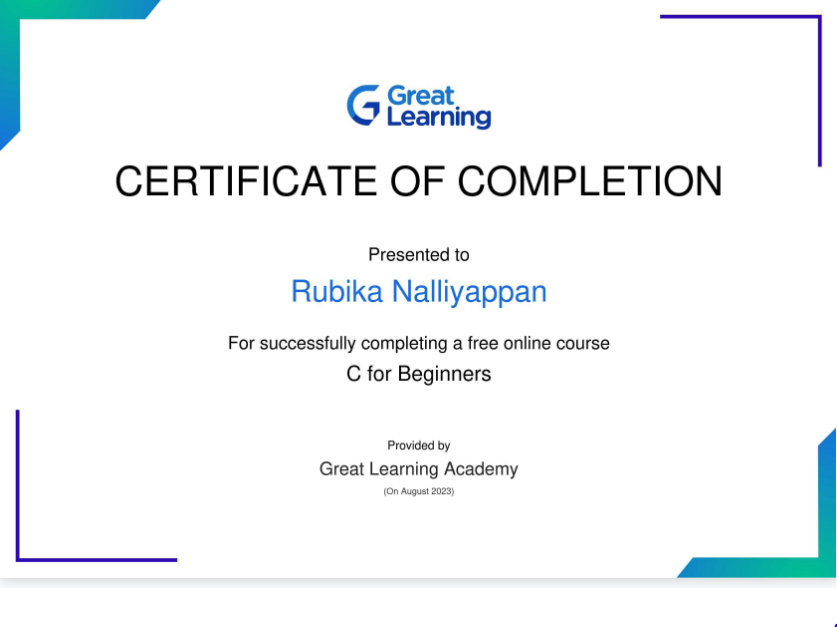 Great
Learning
CERTIFICATE OF COMPLETION
Presented to
Rubika Nalliyappan
For successfully completing a free online course
C for Beginners
Provided by
Great Learning Academy
(On August 2023)